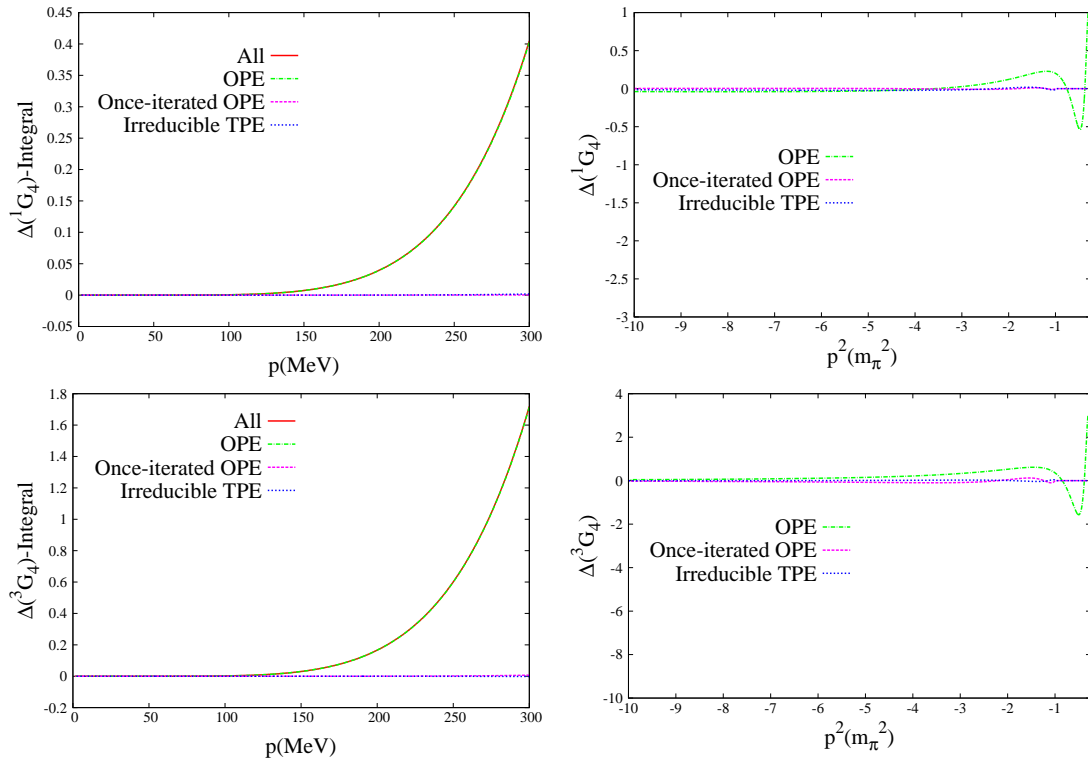 Δ(¹G₄)-Integral
0.45
0.4
0.35
0.3
0.25
0.2
0.15
0.1
0.05
0
-0.05
All
OPE
Once-iterated OPE
Irreducible TPE
0 50 100 150 200 250 300
p(MeV)
Δ(¹G₄)
1
0.5
0
-0.5
-1
-1.5
-2
-2.5
-3
OPE
Once-iterated OPE
Irreducible TPE
-10 -9 -8 -7 -6 -5 -4 -3 -2 -1
p²(m_π²)
Δ(³G₄)-Integral
1.8
1.6
1.4
1.2
1
0.8
0.6
0.4
0.2
0
-0.2
All
OPE
Once-iterated OPE
Irreducible TPE
0 50 100 150 200 250 300
p(MeV)
Δ(³G₄)
4
2
0
-2
-4
-6
-8
-10
OPE
Once-iterated OPE
Irreducible TPE
-10 -9 -8 -7 -6 -5 -4 -3 -2 -1
p²(m_π²)